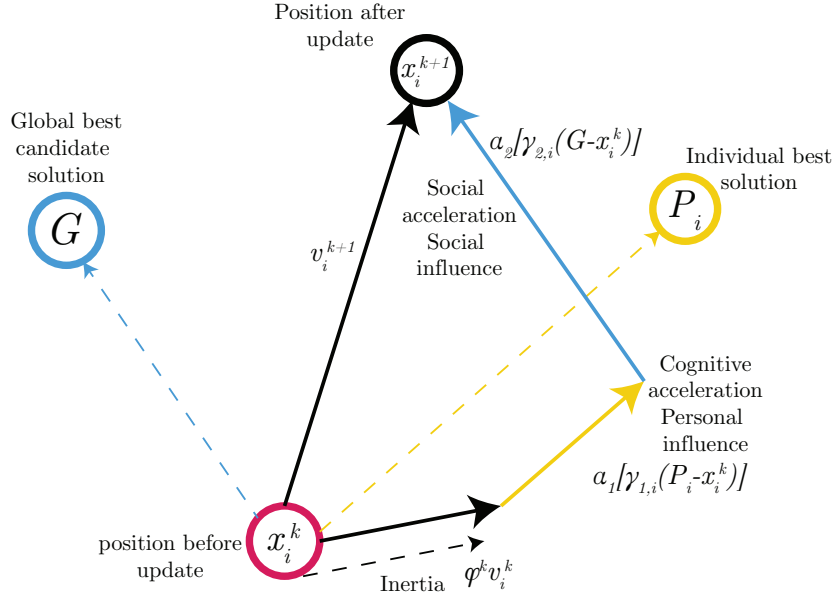 Position after
update
x_i^{k+1}
Global best
candidate
solution
G
a_2[γ_{2,i}(G-x_i^k)]
Individual best
solution
P_i
Social
acceleration
Social
influence
v_i^{k+1}
Cognitive
acceleration
Personal
influence
a_1[γ_{1,i}(P_i-x_i^k)]
x_i^k
position before
update
Inertia
φ^k v_i^k